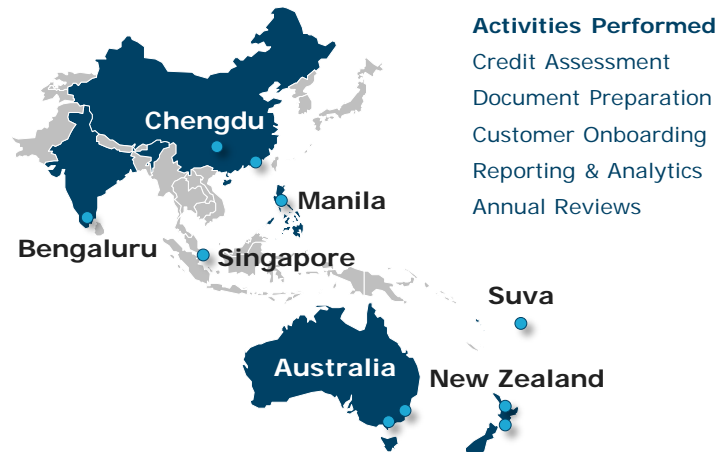 Activities Performed
Credit Assessment
Document Preparation
Customer Onboarding
Reporting & Analytics
Annual Reviews
Chengdu
Manila
Bengaluru
Singapore
Suva
Australia
New Zealand